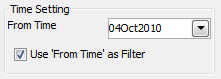 Time Setting
From Time 04Oct2010
Use 'From Time' as Filter